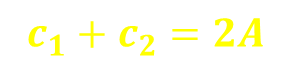 c₁ + c₂ = 2A